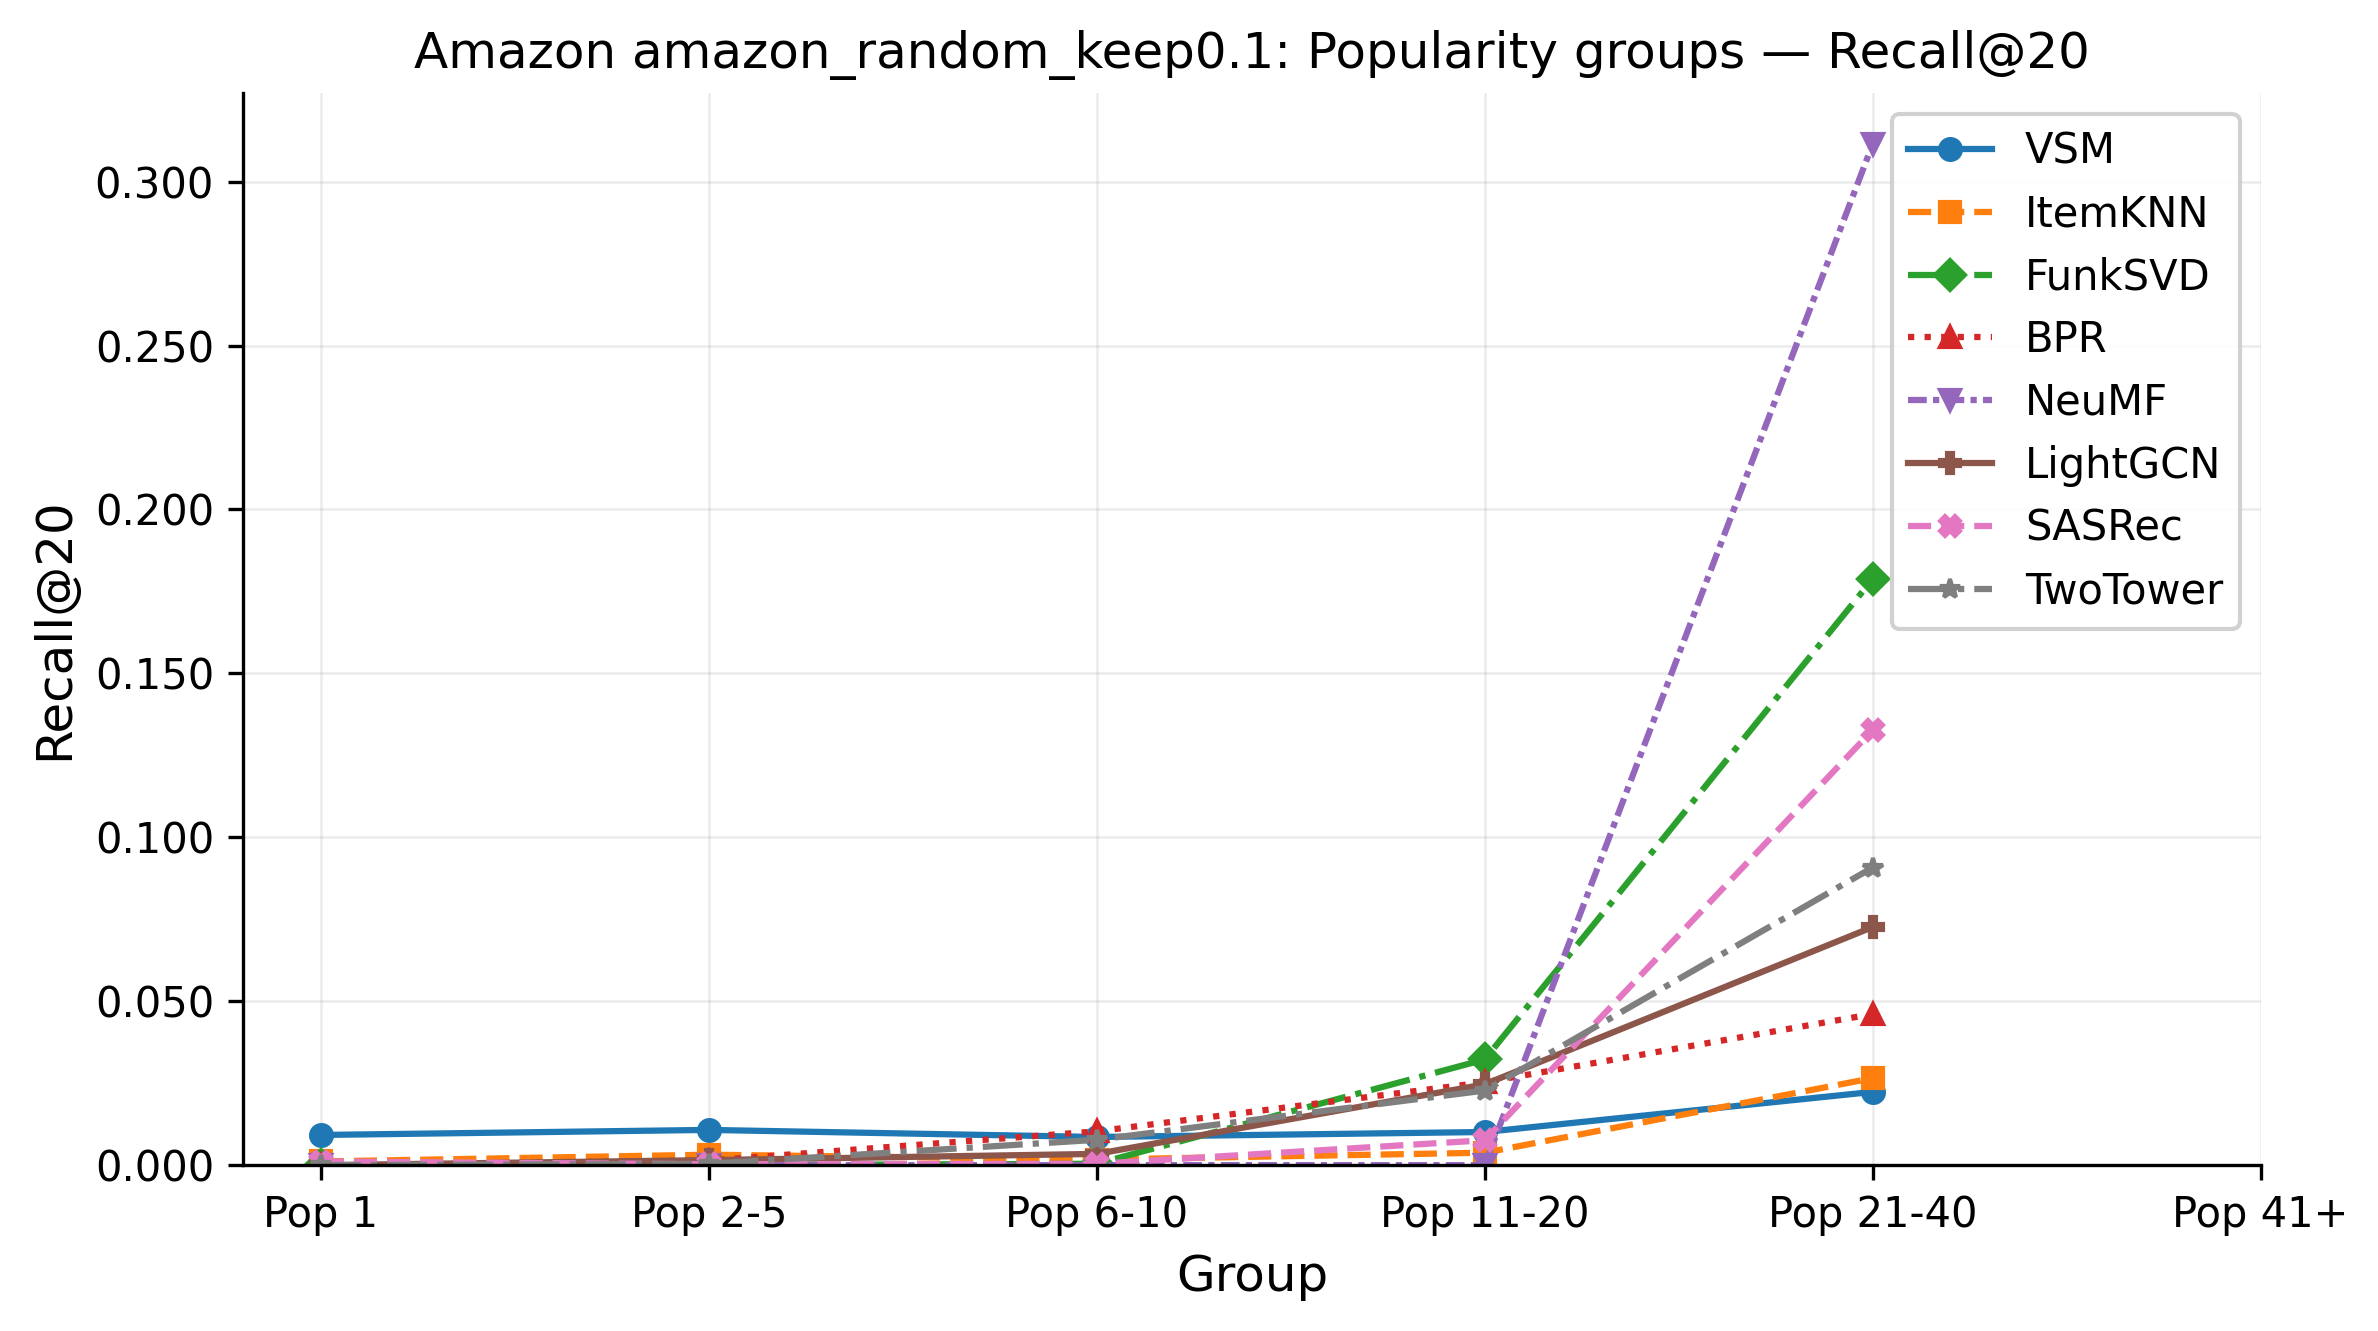 Amazon amazon_random_keep0.1: Popularity groups — Recall@20
0.300
0.250
0.200
0.150
0.100
0.050
0.000
Recall@20
Pop 1
Pop 2-5
Pop 6-10
Pop 11-20
Pop 21-40
Pop 41+
Group
VSM
ItemKNN
FunkSVD
BPR
NeuMF
LightGCN
SASRec
TwoTower